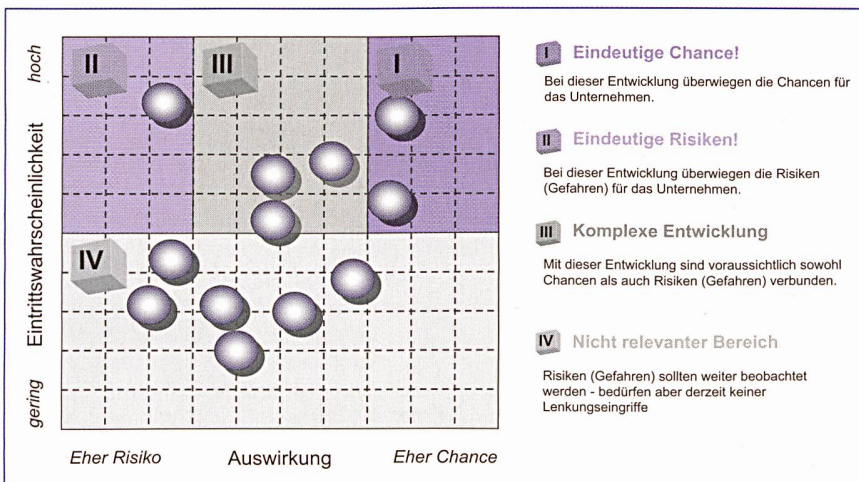 hoch
Eintrittswahrscheinlichkeit
gering
II
III
I
IV
Eher Risiko
Auswirkung
Eher Chance
I Eindeutige Chance!
Bei dieser Entwicklung überwiegen die Chancen für
das Unternehmen.
II Eindeutige Risiken!
Bei dieser Entwicklung überwiegen die Risiken
(Gefahren) für das Unternehmen.
III Komplexe Entwicklung
Mit dieser Entwicklung sind voraussichtlich sowohl
Chancen als auch Risiken (Gefahren) verbunden.
IV Nicht relevanter Bereich
Risiken (Gefahren) sollten weiter beobachtet
werden - bedürfen aber derzeit keiner
Lenkungseingriffe